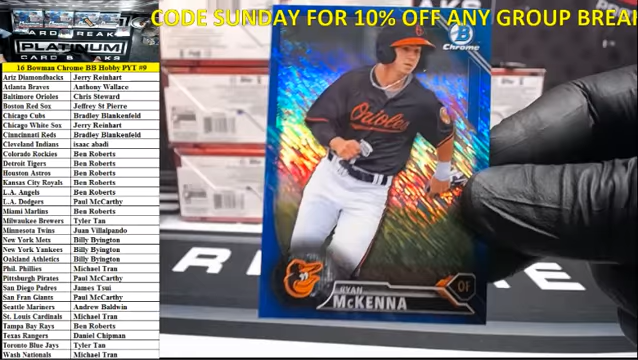 CODE SUNDAY FOR 10% OFF ANY GROUP BREA
PLATINUM
16 Bowman Chrome BB Hobby PYT #9
Ariz Diamondbacks Jerry Reinhart
Atlanta Braves Anthony Wallace
Baltimore Orioles Chris Steward
Boston Red Sox Jeffrey St Pierre
Chicago Cubs Bradley Blankenfeld
Chicago White Sox Jerry Reinhart
Cincinnati Reds Bradley Blankenfeld
Cleveland Indians isaac abadi
Colorado Rockies Ben Roberts
Detroit Tigers Ben Roberts
Houston Astros Ben Roberts
Kansas City Royals Ben Roberts
L.A. Angels Ben Roberts
L.A. Dodgers Paul McCarthy
Miami Marlins Ben Roberts
Milwaukee Brewers Tyler Tan
Minnesota Twins Juan Villalpando
New York Mets Billy Byington
New York Yankees Billy Byington
Oakland Athletics Billy Byington
Phil. Phillies Michael Tran
Pittsburgh Pirates Paul McCarthy
San Diego Padres James Tsui
San Fran Giants Paul McCarthy
Seattle Mariners Andrew Baldwin
St. Louis Cardinals Michael Tran
Tampa Bay Rays Ben Roberts
Texas Rangers Daniel Chipman
Toronto Blue Jays Tyler Tan
Wash Nationals Michael Tran
B
Chrome
Orioles
RYAN
McKENNA
OF